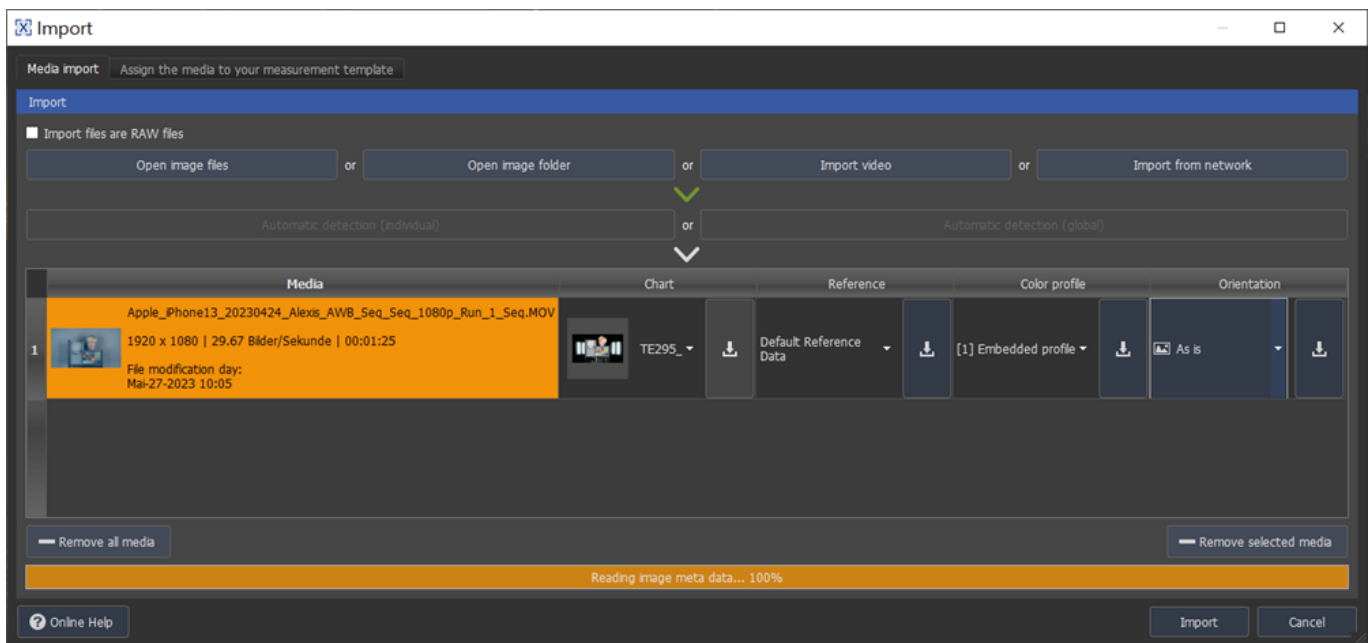 Import
Media import Assign the media to your measurement template
Import
Import files are RAW files
Open image files or Open image folder or Import video or Import from network
Automatic detection (individual) or Automatic detection (global)
Media Chart Reference Color profile Orientation
1
Apple_iPhone13_20230424_Alexis_AWB_Seq_Seq_1080p_Run_1_Seq.MOV
1920 x 1080 | 29.67 Bilder/Sekunde | 00:01:25
File modification day:
Mai-27-2023 10:05
TE295_
Default Reference
Data
[1] Embedded profile
As is
Remove all media Remove selected media
Reading image meta data... 100%
Online Help Import Cancel